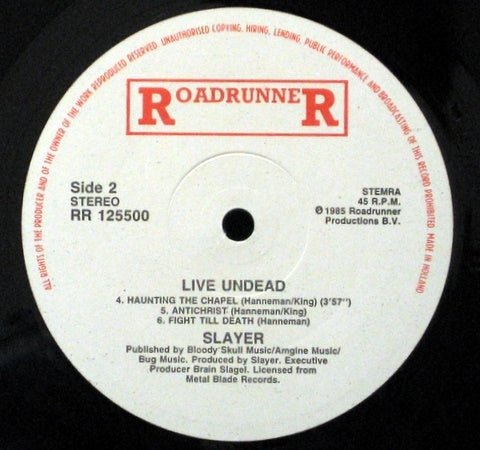 ALL RIGHTS OF THE PRODUCER AND OF THE OWNER OF THE WORK REPRODUCED RESERVED. UNAUTHORISED COPYING, HIRING, LENDING, PUBLIC PERFORMANCE AND BROADCASTING OF THIS RECORD PROHIBITED MADE IN HOLLAND
ROADRUNNER
Side 2
STEREO
RR 125500
STEMRA
45 R.P.M.
℗ 1985 Roadrunner
Productions B.V.
LIVE UNDEAD
4. HAUNTING THE CHAPEL (Hanneman/King) (3'57")
5. ANTICHRIST (Hanneman/King)
6. FIGHT TILL DEATH (Hanneman)
SLAYER
Published by Bloody Skull Music/Amgine Music/
Bug Music. Produced by Slayer. Executive
Producer Brain Slagel. Licensed from
Metal Blade Records.